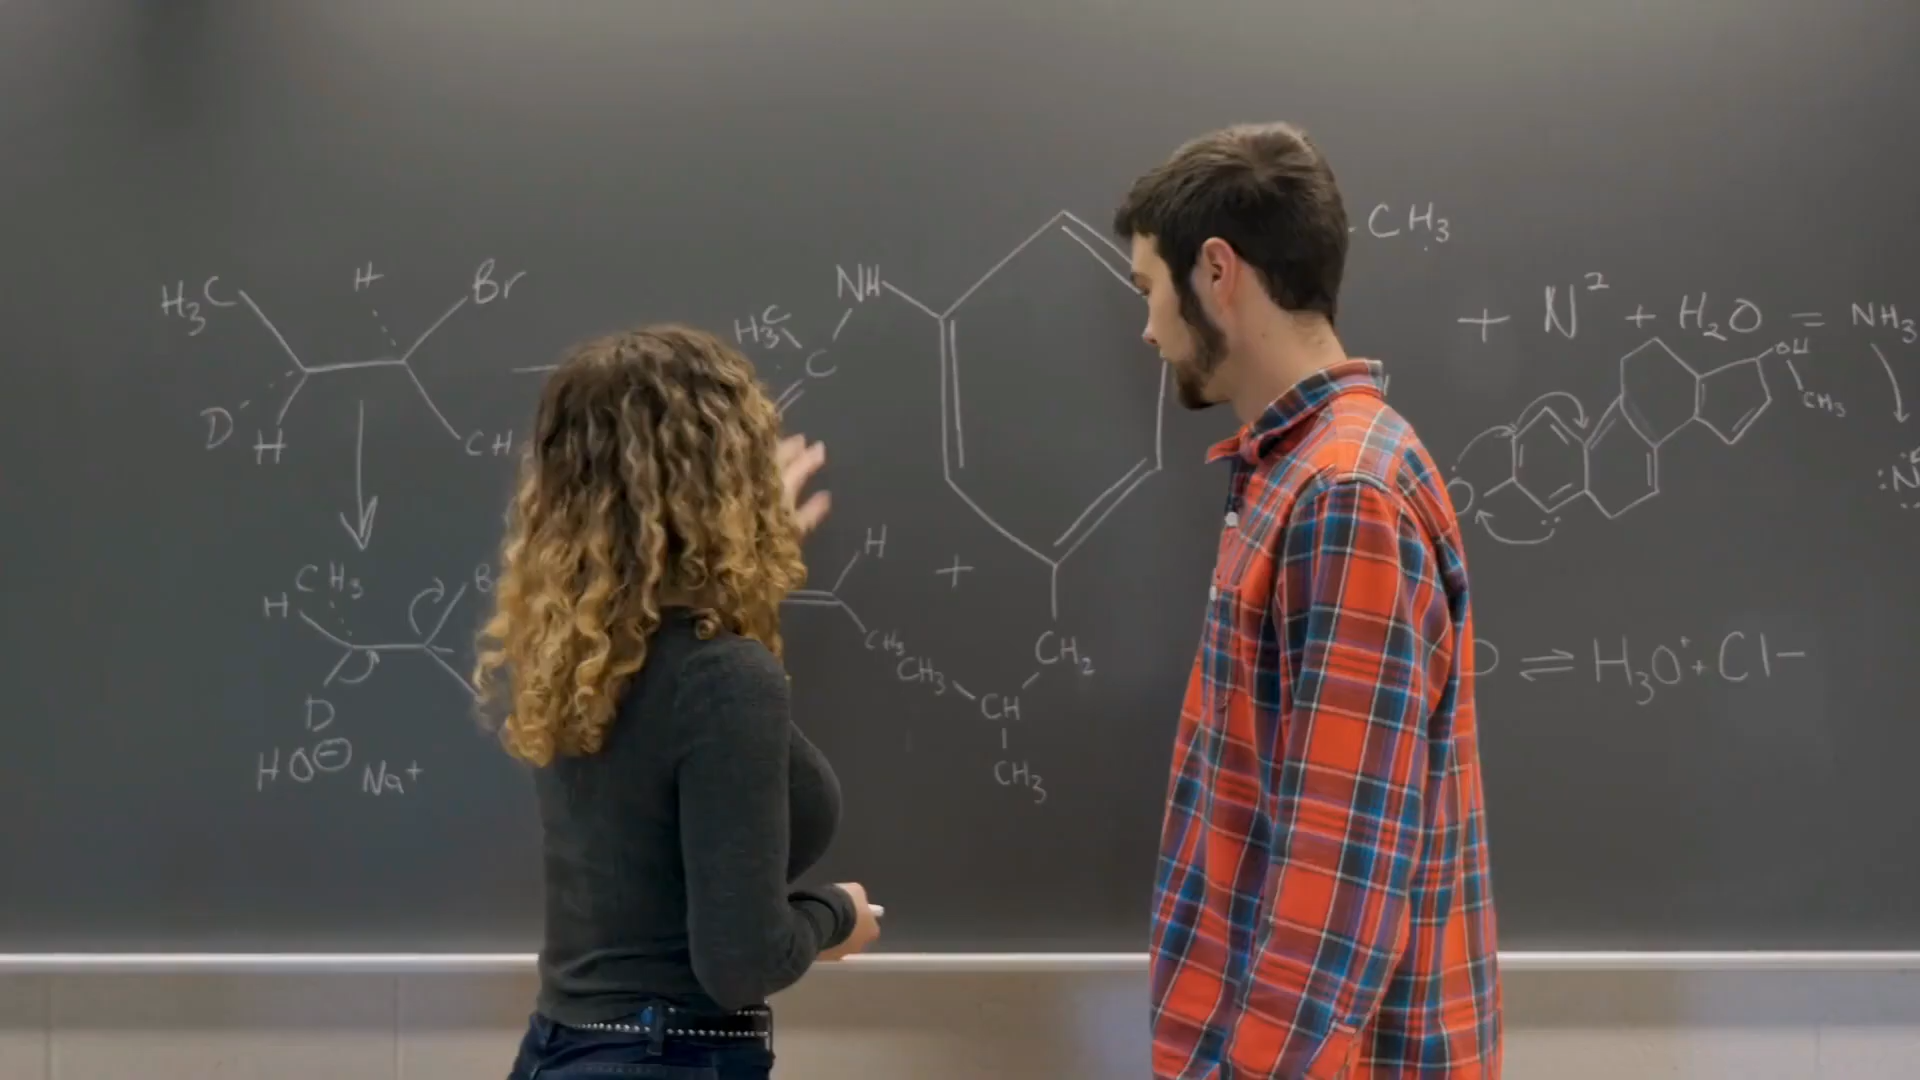 H₃C H Br
D H CH
CH₃ H B
D
HO⊖ Na⁺
NH
H₃C C
CH₃
H
+
CH₃
CH₂
CH₃ CH
CH₃
+ N² + H₂O = NH₃
OH
CH₃
O
:N
O ⇌ H₃O⁺ + Cl−